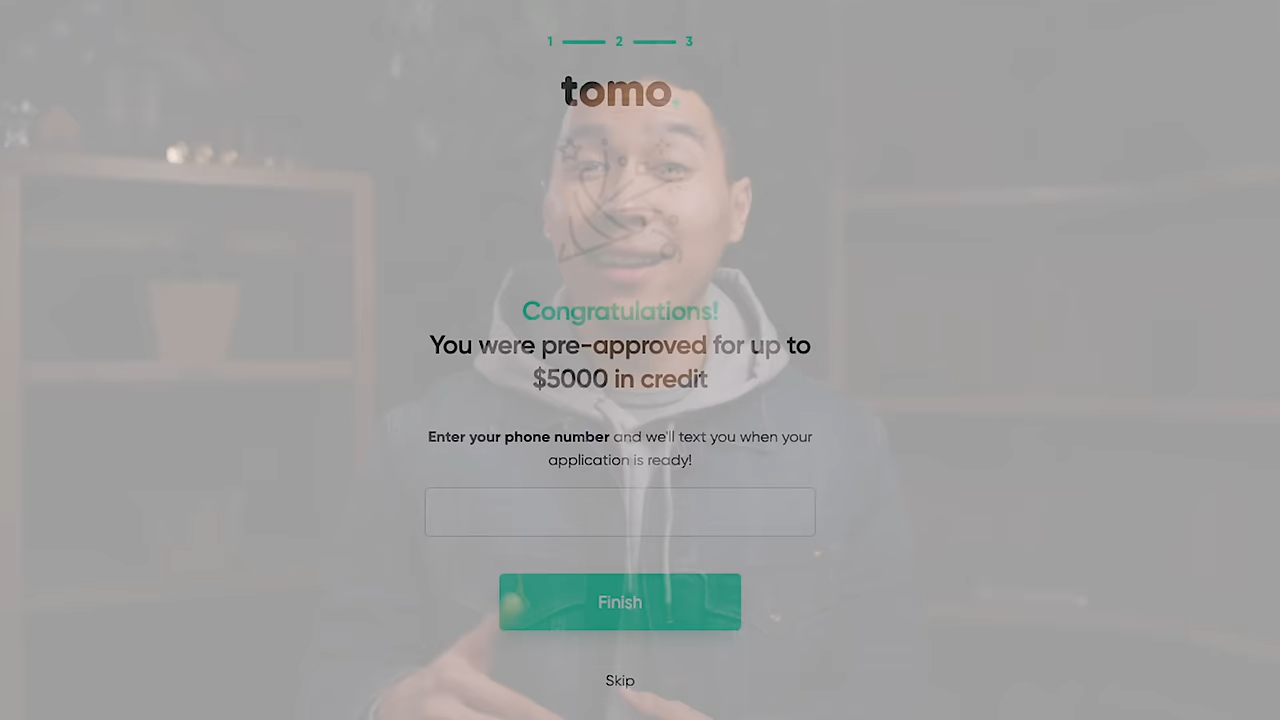 1 2 3
tomo.
Congratulations!
You were pre-approved for up to
$5000 in credit
Enter your phone number and we'll text you when your
application is ready!
Finish
Skip